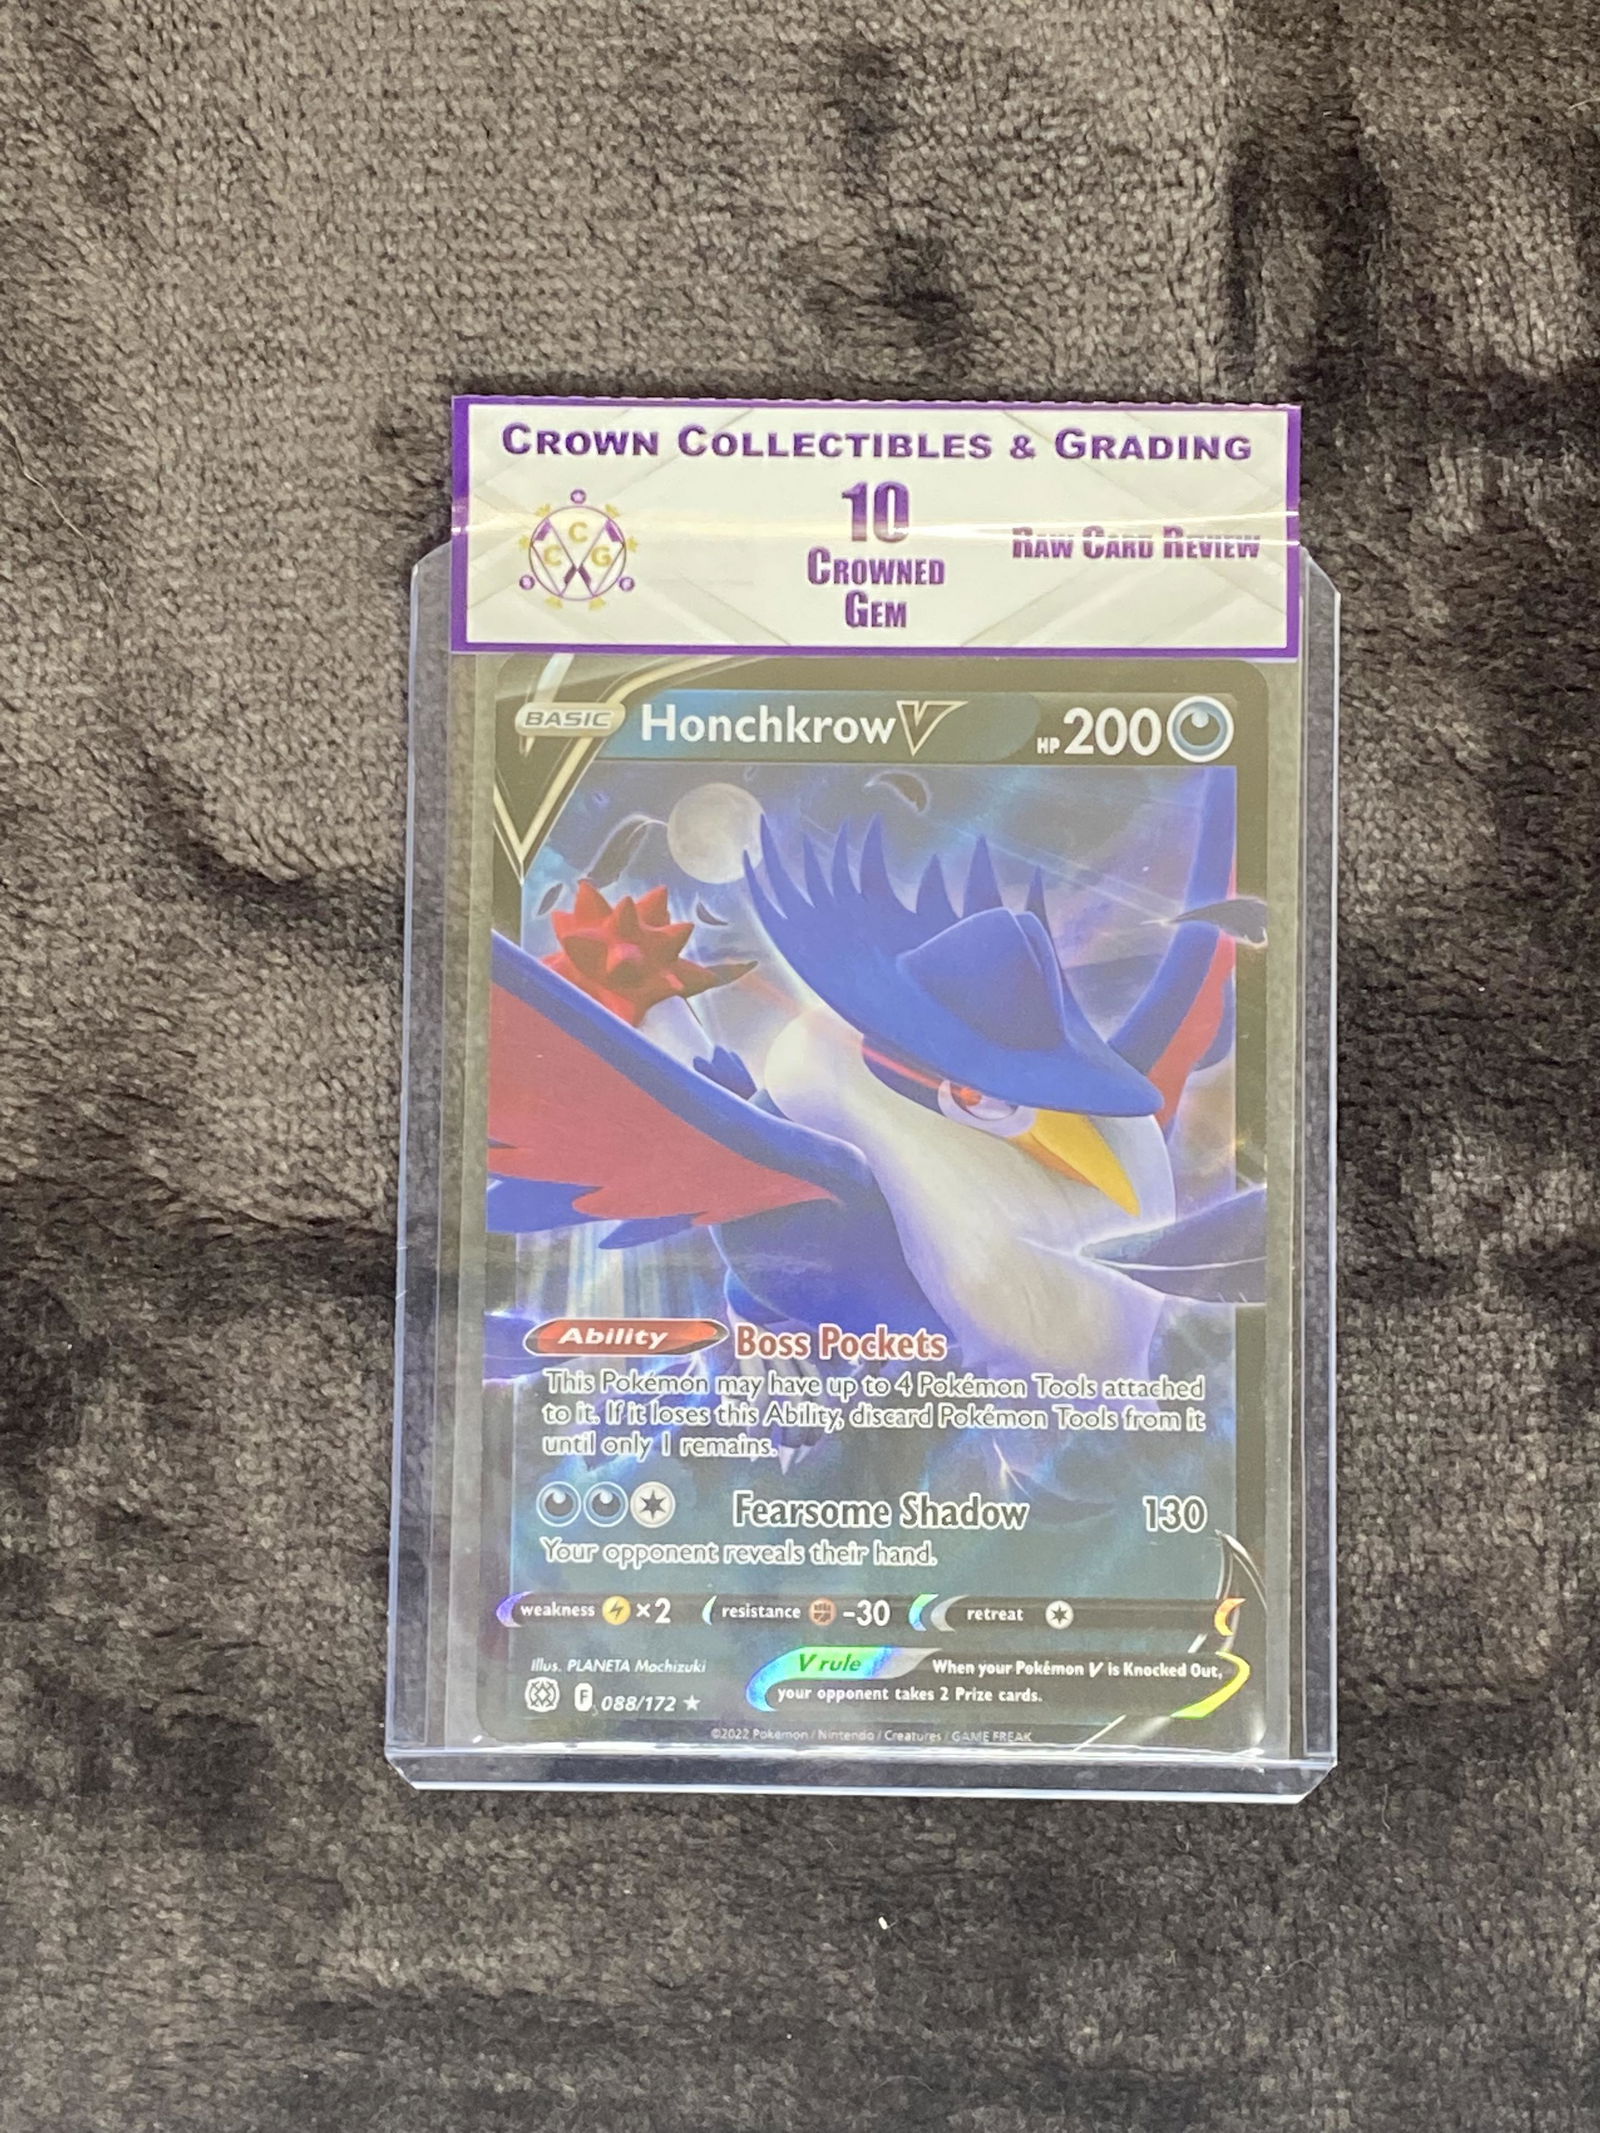 CROWN COLLECTIBLES & GRADING
C C G
10
CROWNED
GEM
RAW CARD REVIEW
BASIC Honchkrow V HP 200
Ability Boss Pockets
This Pokémon may have up to 4 Pokémon Tools attached
to it. If it loses this Ability, discard Pokémon Tools from it
until only 1 remains.
Fearsome Shadow 130
Your opponent reveals their hand.
weakness ×2 resistance -30 retreat
Illus. PLANETA Mochizuki
V rule When your Pokémon V is Knocked Out,
your opponent takes 2 Prize cards.
F 088/172 ★
©2022 Pokémon / Nintendo / Creatures / GAME FREAK